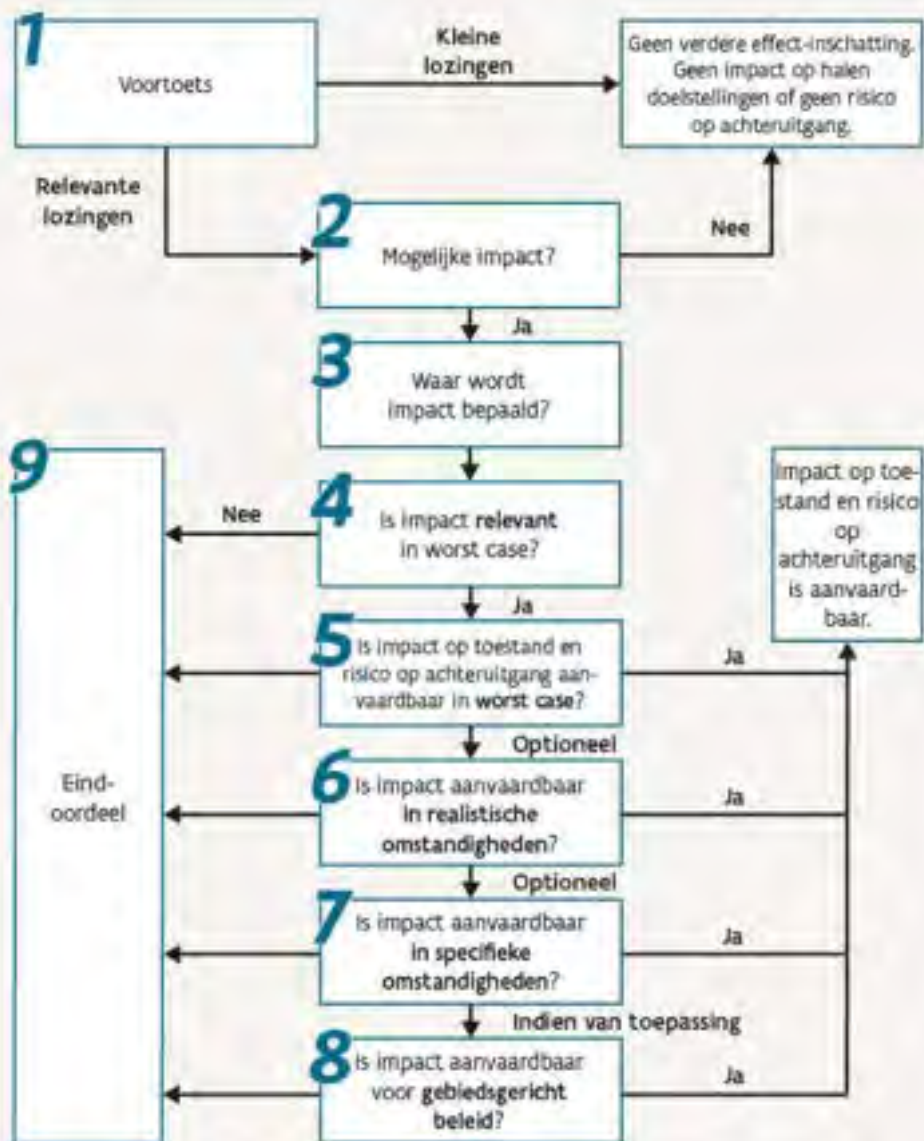 1
Voortoets
Kleine
lozingen
Geen verdere effect-inschatting.
Geen impact op halen
doelstellingen of geen risico
op achteruitgang.
Relevante
lozingen
2
Mogelijke impact?
Nee
Ja
3
Waar wordt
impact bepaald?
9
Eind-
oordeel
Nee
4
Is impact relevant
in worst case?
Impact op toe-
stand en risico
op
achteruitgang
is aanvaard-
baar.
Ja
5
Is impact op toestand en
risico op achteruitgang aan-
vaardbaar in worst case?
Ja
Optioneel
6
Is impact aanvaardbaar
in realistische
omstandigheden?
Ja
Optioneel
7
Is impact aanvaardbaar
in specifieke
omstandigheden?
Ja
Indien van toepassing
8
Is impact aanvaardbaar
voor gebiedsgericht
beleid?
Ja